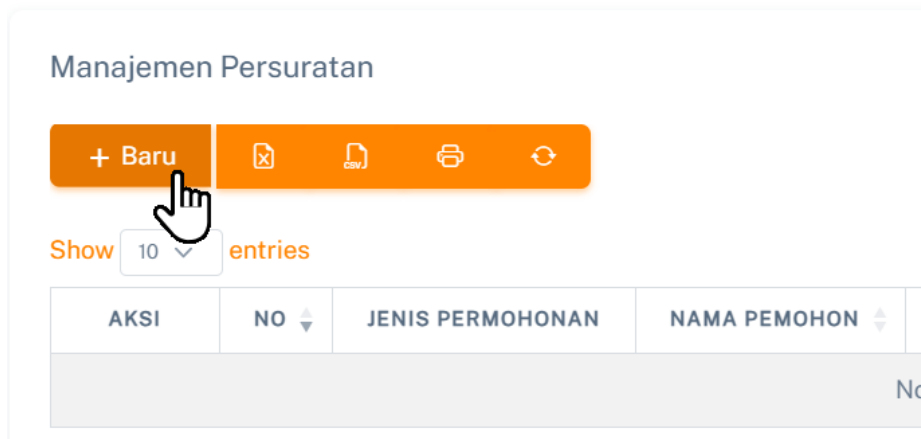 Manajemen Persuratan
+ Baru
CSV
Show 10 entries
AKSI NO JENIS PERMOHONAN NAMA PEMOHON